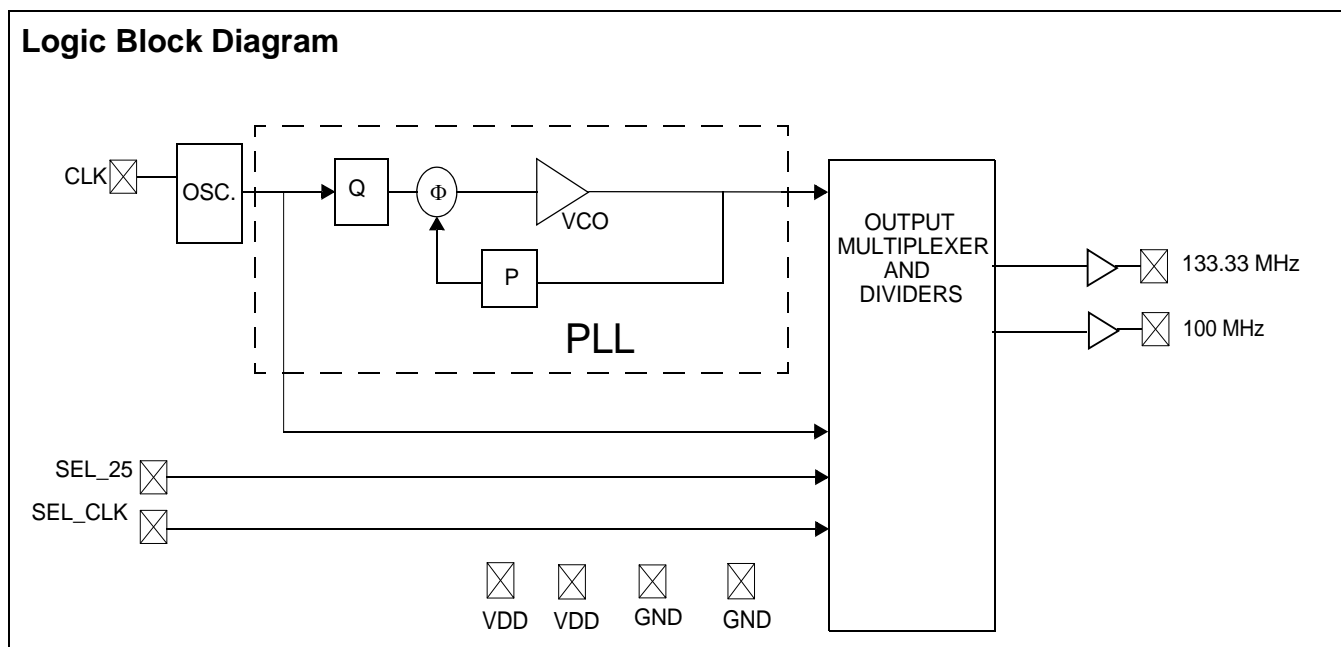 Logic Block Diagram
CLK
OSC.
Q
Φ
VCO
P
PLL
OUTPUT
MULTIPLEXER
AND
DIVIDERS
133.33 MHz
100 MHz
SEL_25
SEL_CLK
VDD
VDD
GND
GND